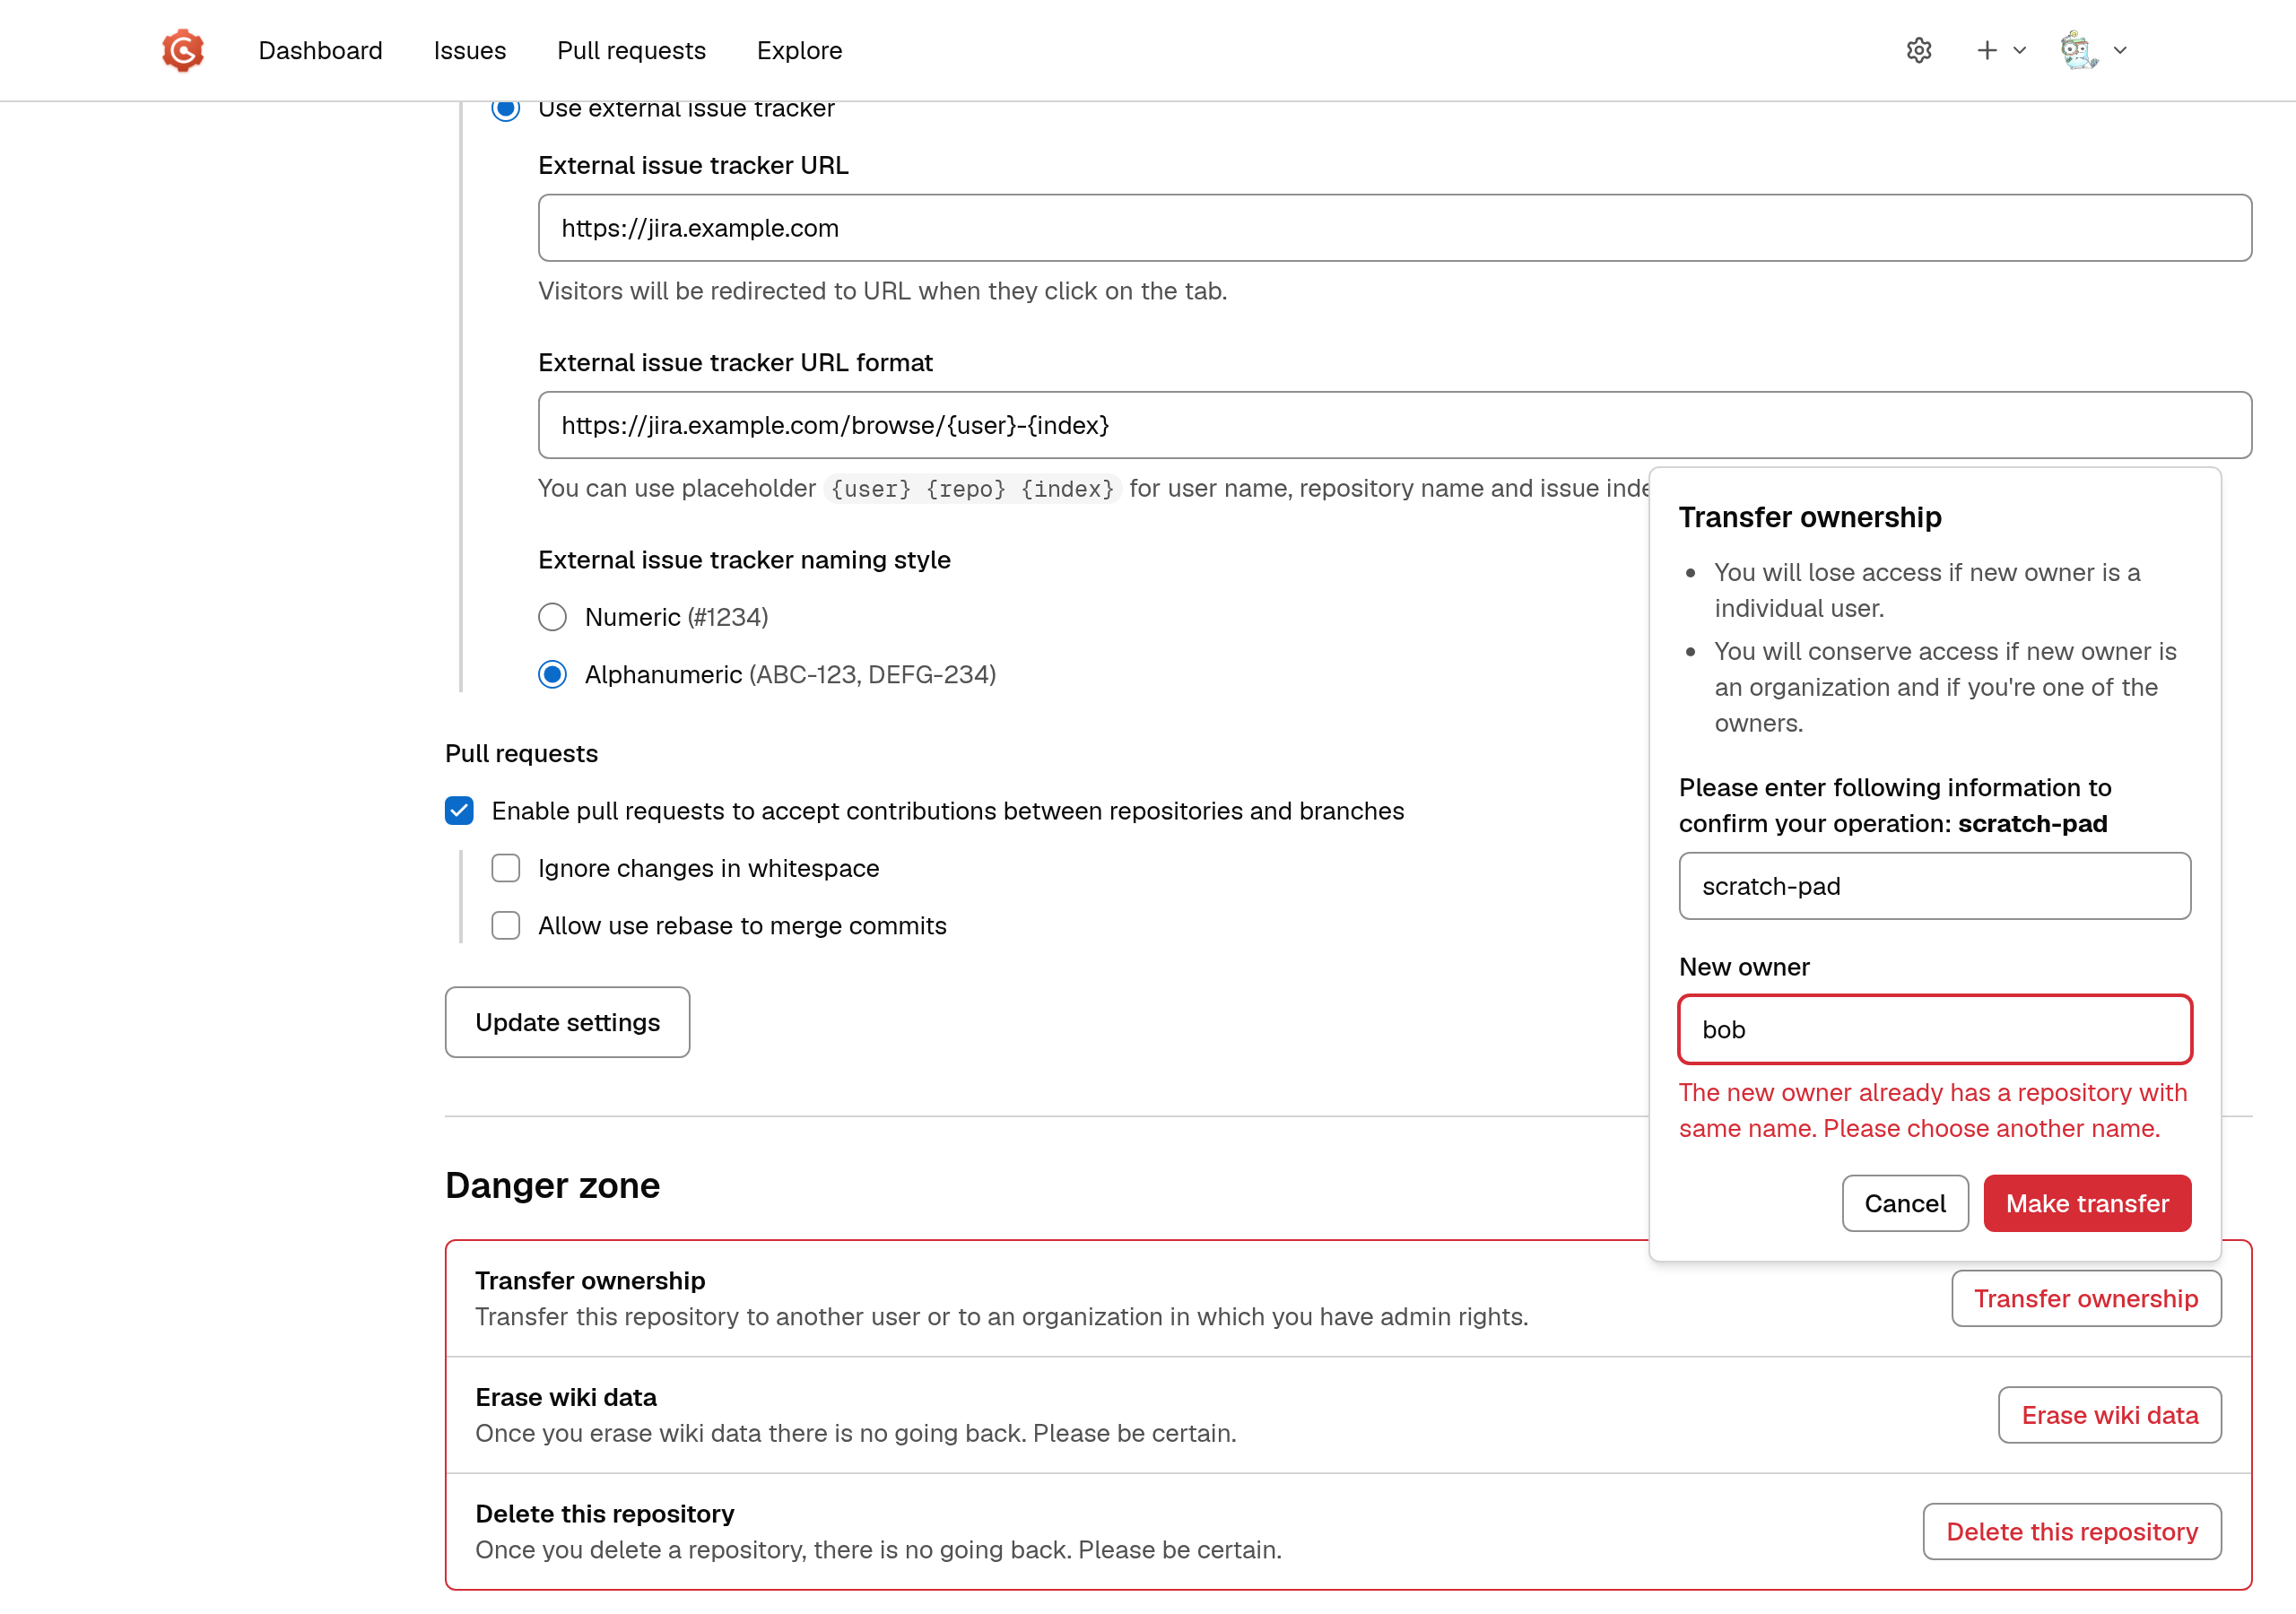 Dashboard Issues Pull requests Explore
Use external issue tracker
External issue tracker URL
https://jira.example.com
Visitors will be redirected to URL when they click on the tab.
External issue tracker URL format
https://jira.example.com/browse/{user}-{index}
You can use placeholder {user} {repo} {index} for user name, repository name and issue
External issue tracker naming style
Numeric (#1234)
Alphanumeric (ABC-123, DEFG-234)
Pull requests
Enable pull requests to accept contributions between repositories and branches
Ignore changes in whitespace
Allow use rebase to merge commits
Update settings
Transfer ownership
You will lose access if new owner is a
individual user.
You will conserve access if new owner is
an organization and if you're one of the
owners.
Please enter following information to
confirm your operation: scratch-pad
scratch-pad
New owner
bob
The new owner already has a repository with
same name. Please choose another name.
Cancel Make transfer
Danger zone
Transfer ownership
Transfer this repository to another user or to an organization in which you have admin rights.
Transfer ownership
Erase wiki data
Once you erase wiki data there is no going back. Please be certain.
Erase wiki data
Delete this repository
Once you delete a repository, there is no going back. Please be certain.
Delete this repository